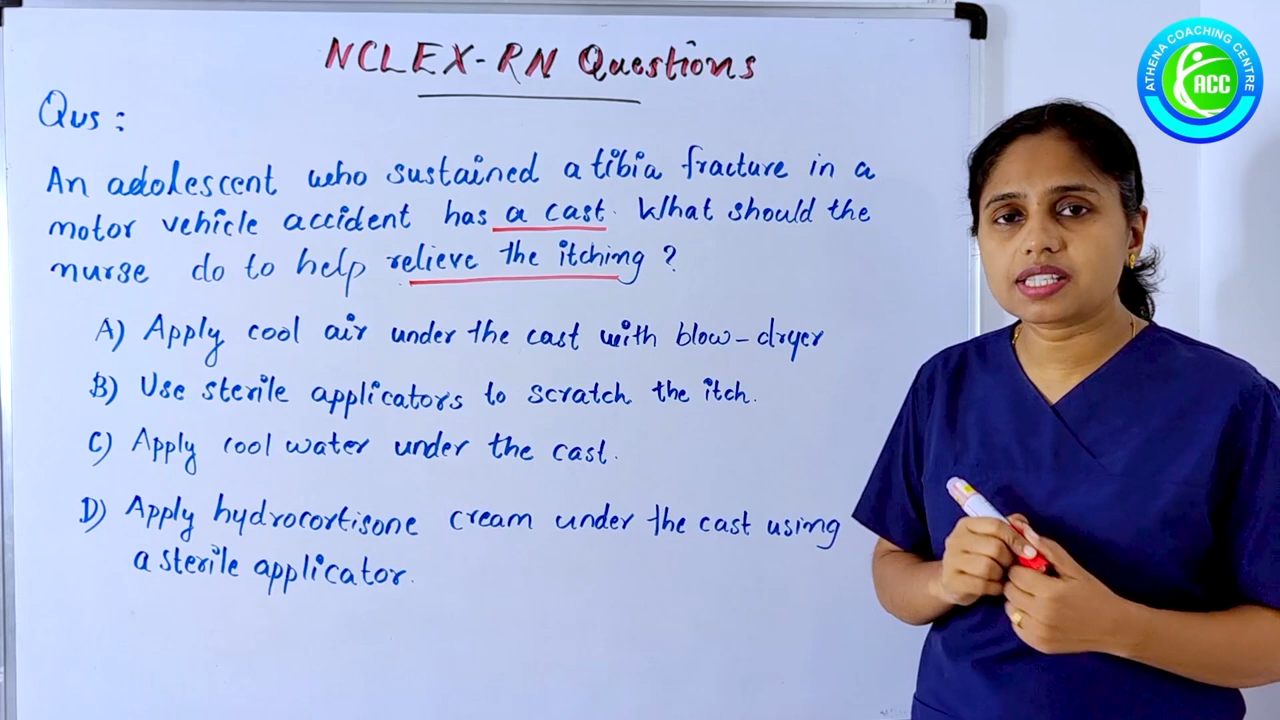 NCLEX-RN Questions
Qus :
An adolescent who sustained a tibia fracture in a
motor vehicle accident has a cast. What should the
nurse do to help relieve the itching ?
A) Apply cool air under the cast with blow-dryer
B) Use sterile applicators to scratch the itch.
C) Apply cool water under the cast.
D) Apply hydrocortisone cream under the cast using
a sterile applicator.
ATHENA COACHING CENTRE
ACC